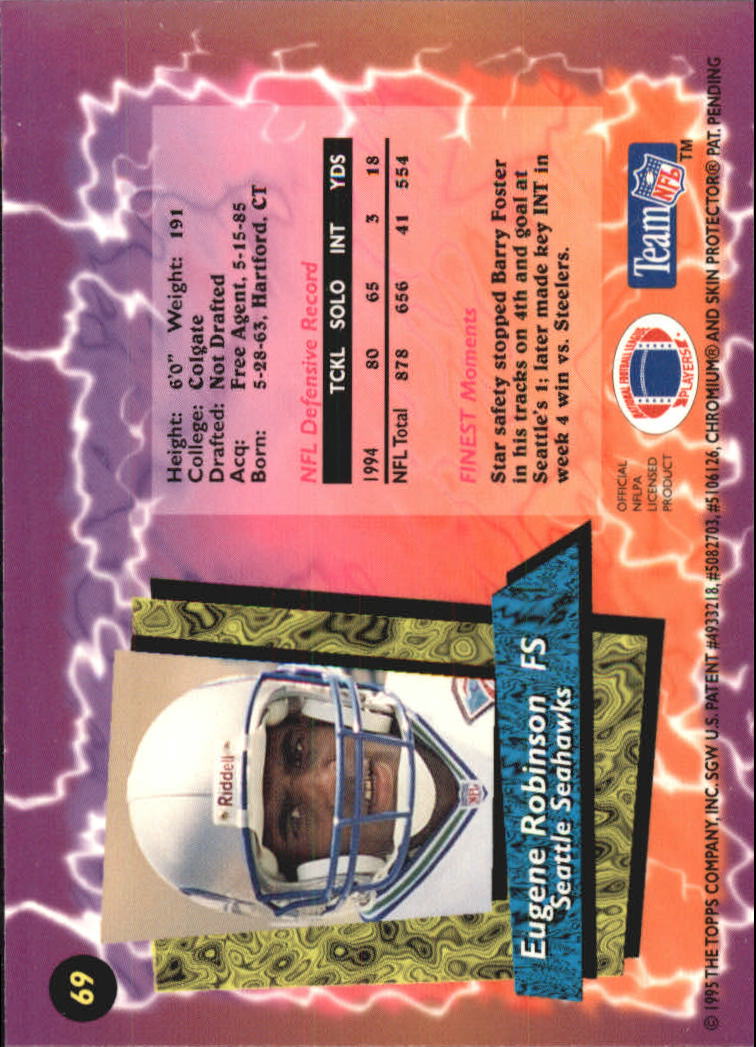 69
Riddell
NFL
Eugene Robinson FS
Seattle Seahawks
Height: 6'0" Weight: 191
College: Colgate
Drafted: Not Drafted
Acq: Free Agent, 5-15-85
Born: 5-28-63, Hartford, CT
NFL Defensive Record
TCKL SOLO INT YDS
1994 80 65 3 18
NFL Total 878 656 41 554
FINEST Moments
Star safety stopped Barry Foster
in his tracks on 4th and goal at
Seattle's 1; later made key INT in
week 4 win vs. Steelers.
OFFICIAL
NFLPA
LICENSED
PRODUCT
NATIONAL FOOTBALL LEAGUE
PLAYERS
Team NFL TM
© 1995 THE TOPPS COMPANY, INC. SGW U.S. PATENT #4933218, #5082703, #5106126, CHROMIUM® AND SKIN PROTECTOR® PAT. PENDING